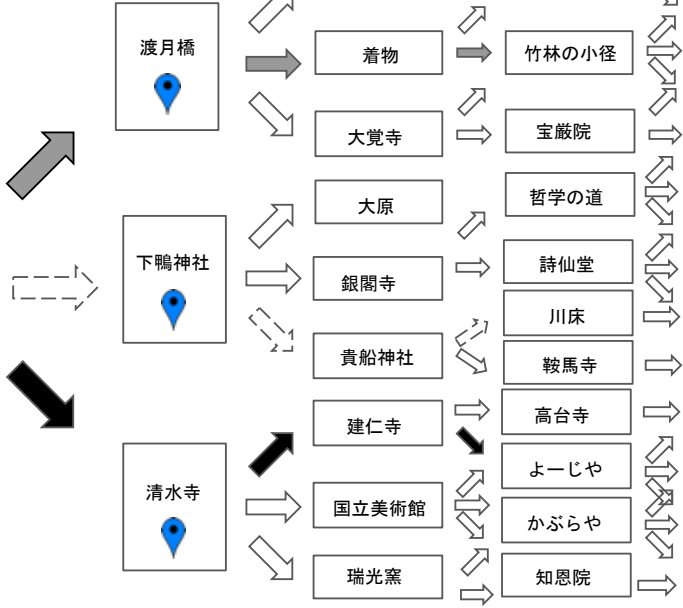 渡月橋
着物
竹林の小径
大覚寺
宝厳院
大原
哲学の道
下鴨神社
銀閣寺
詩仙堂
川床
貴船神社
鞍馬寺
建仁寺
高台寺
よーじや
清水寺
国立美術館
かぶらや
瑞光窯
知恩院